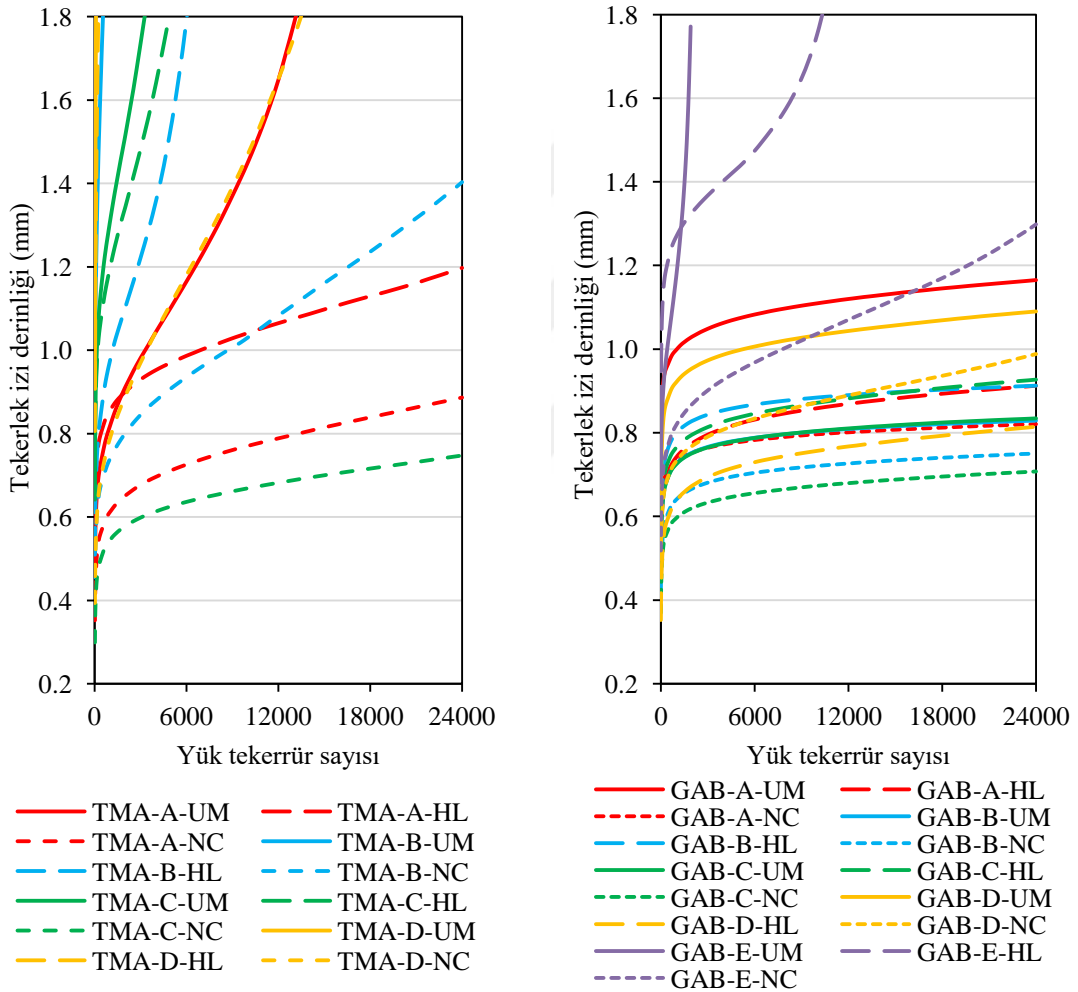 Tekerlek izi derinliği (mm)
1.8
1.6
1.4
1.2
1.0
0.8
0.6
0.4
0.2
0 6000 12000 18000 24000
Yük tekerrür sayısı
TMA-A-UM TMA-A-HL
TMA-A-NC TMA-B-UM
TMA-B-HL TMA-B-NC
TMA-C-UM TMA-C-HL
TMA-C-NC TMA-D-UM
TMA-D-HL TMA-D-NC
Tekerlek izi derinliği (mm)
1.8
1.6
1.4
1.2
1.0
0.8
0.6
0.4
0.2
0 6000 12000 18000 24000
Yük tekerrür sayısı
GAB-A-UM GAB-A-HL
GAB-A-NC GAB-B-UM
GAB-B-HL GAB-B-NC
GAB-C-UM GAB-C-HL
GAB-C-NC GAB-D-UM
GAB-D-HL GAB-D-NC
GAB-E-UM GAB-E-HL
GAB-E-NC